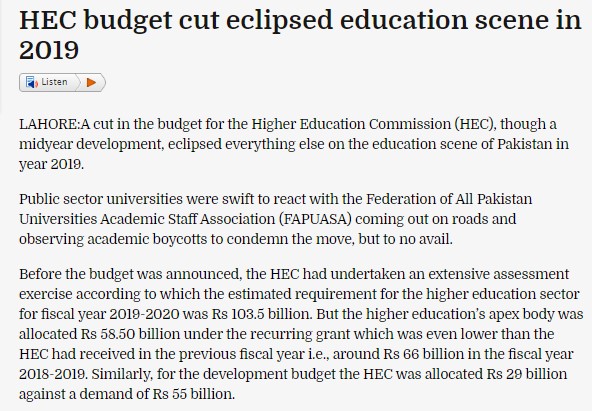 HEC budget cut eclipsed education scene in
2019
Listen
LAHORE:A cut in the budget for the Higher Education Commission (HEC), though a
midyear development, eclipsed everything else on the education scene of Pakistan in
year 2019.
Public sector universities were swift to react with the Federation of All Pakistan
Universities Academic Staff Association (FAPUASA) coming out on roads and
observing academic boycotts to condemn the move, but to no avail.
Before the budget was announced, the HEC had undertaken an extensive assessment
exercise according to which the estimated requirement for the higher education sector
for fiscal year 2019-2020 was Rs 103.5 billion. But the higher education's apex body was
allocated Rs 58.50 billion under the recurring grant which was even lower than the
HEC had received in the previous fiscal year i.e., around Rs 66 billion in the fiscal year
2018-2019. Similarly, for the development budget the HEC was allocated Rs 29 billion
against a demand of Rs 55 billion.